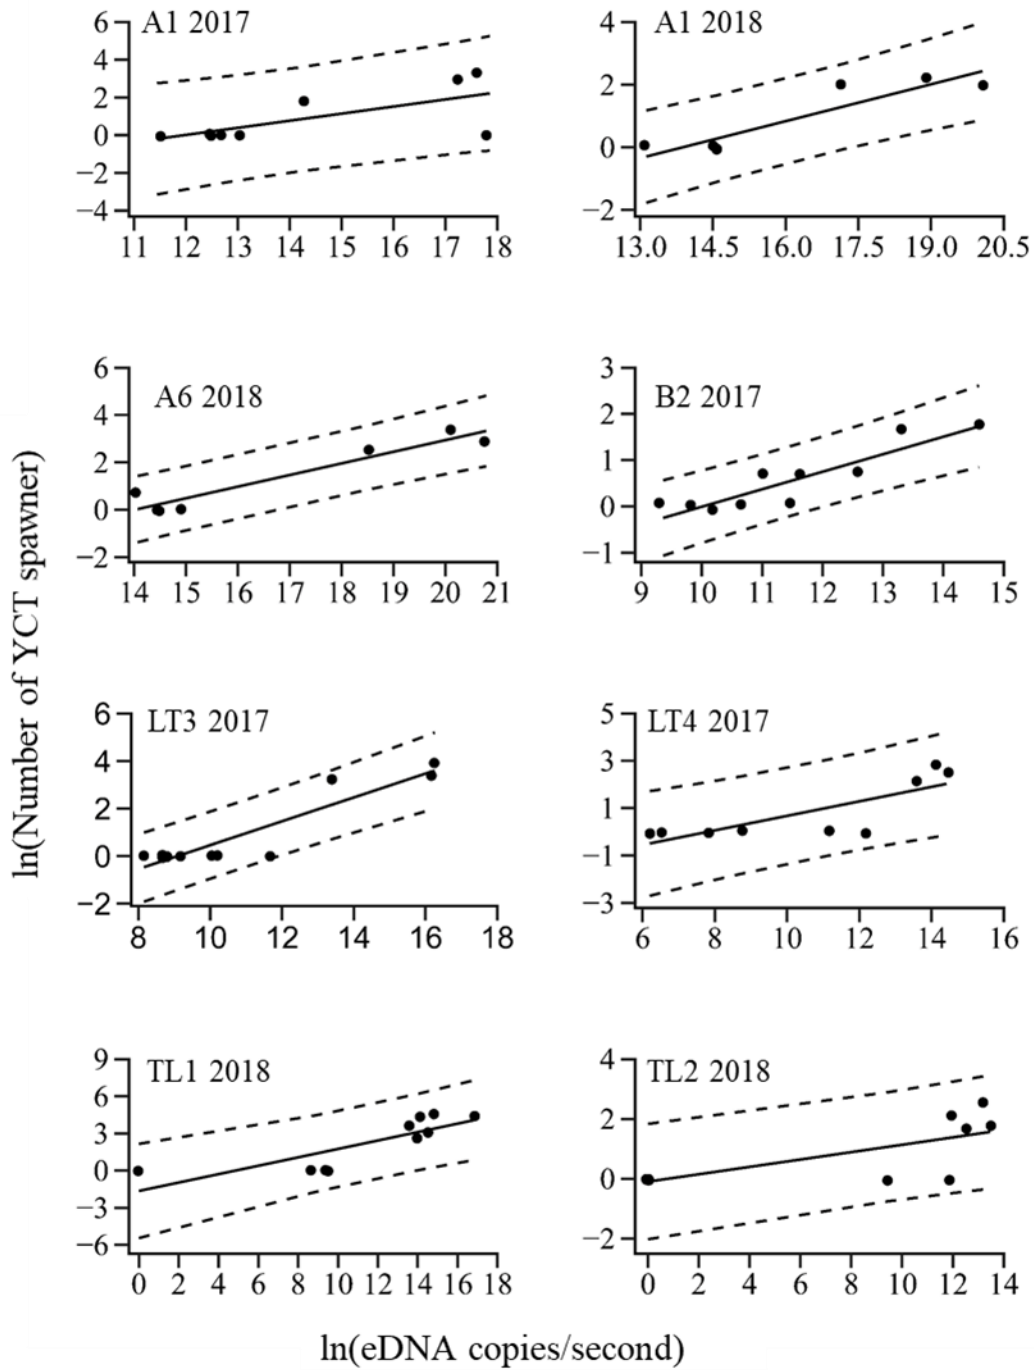 A1 2017
6
4
2
0
−2
−4
11 12 13 14 15 16 17 18
A1 2018
4
2
0
−2
13.0 14.5 16.0 17.5 19.0 20.5
A6 2018
6
4
2
0
−2
14 15 16 17 18 19 20 21
B2 2017
3
2
1
0
−1
9 10 11 12 13 14 15
LT3 2017
6
4
2
0
−2
8 10 12 14 16 18
LT4 2017
5
3
1
−1
−3
6 8 10 12 14 16
TL1 2018
9
6
3
0
−3
−6
0 2 4 6 8 10 12 14 16 18
TL2 2018
4
2
0
−2
0 2 4 6 8 10 12 14
ln(Number of YCT spawner)
ln(eDNA copies/second)